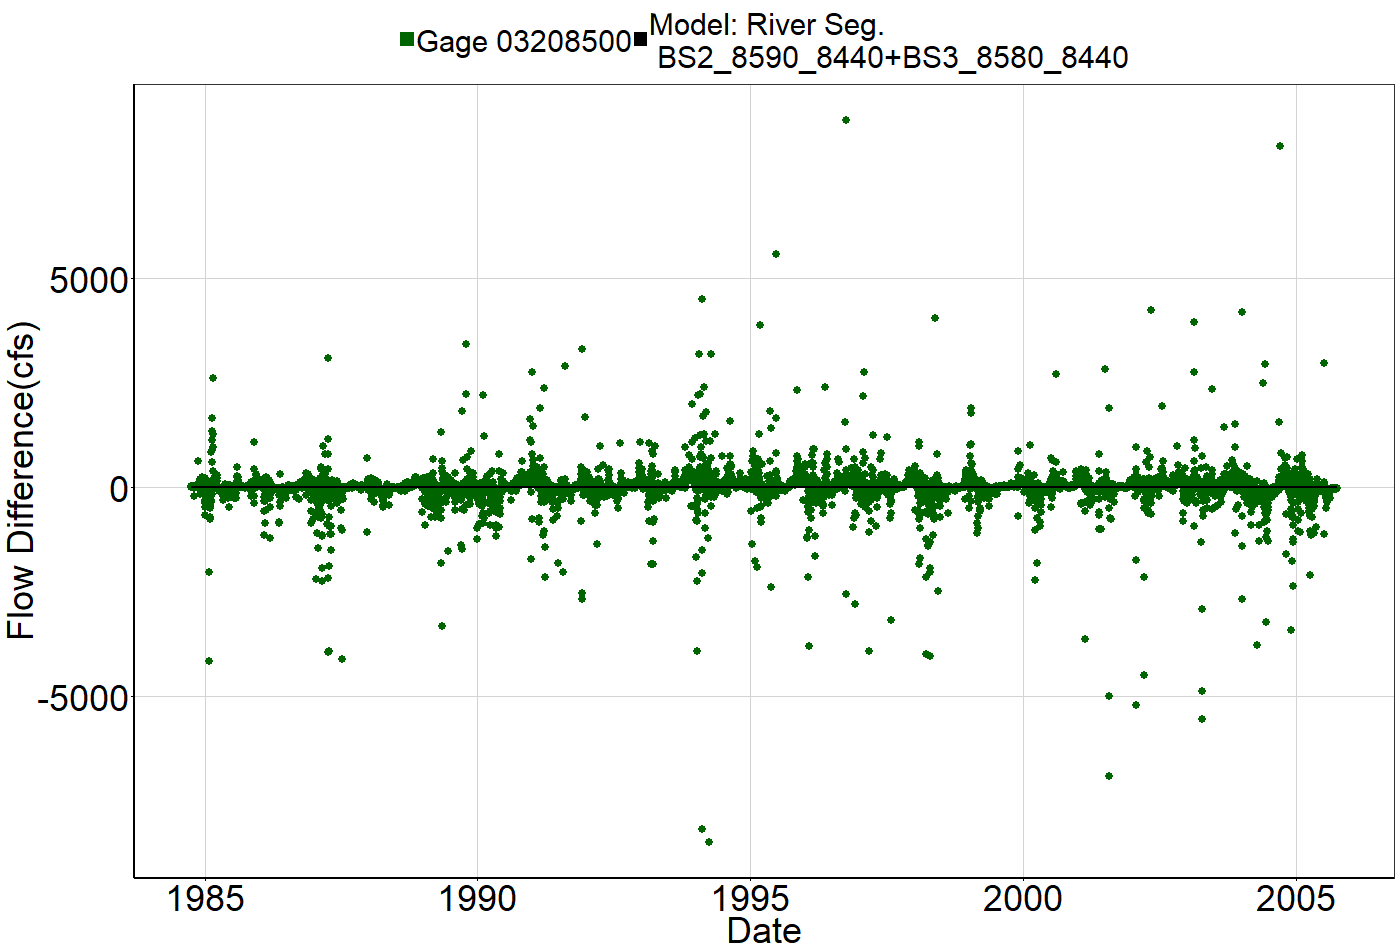 Gage 03208500
Model: River Seg.
BS2_8590_8440+BS3_8580_8440
Flow Difference(cfs)
5000
0
-5000
1985
1990
1995
2000
2005
Date